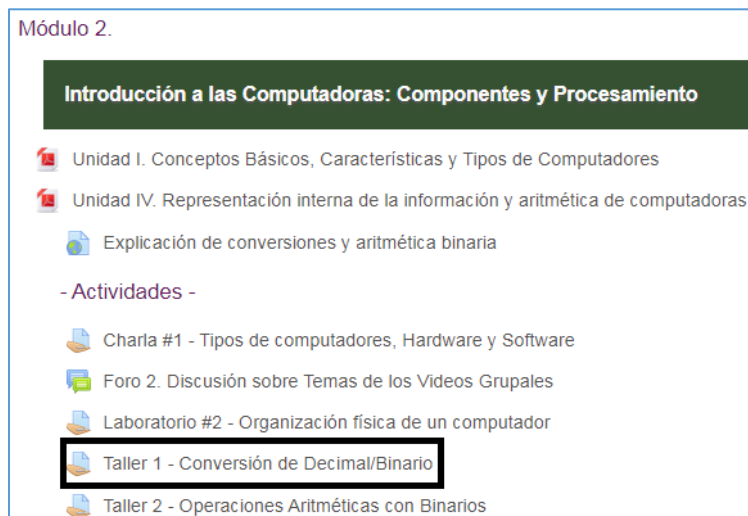 Módulo 2.
Introducción a las Computadoras: Componentes y Procesamiento
Unidad I. Conceptos Básicos, Características y Tipos de Computadores
Unidad IV. Representación interna de la información y aritmética de computadoras
Explicación de conversiones y aritmética binaria
- Actividades -
Charla #1 - Tipos de computadores, Hardware y Software
Foro 2. Discusión sobre Temas de los Videos Grupales
Laboratorio #2 - Organización física de un computador
Taller 1 - Conversión de Decimal/Binario
Taller 2 - Operaciones Aritméticas con Binarios